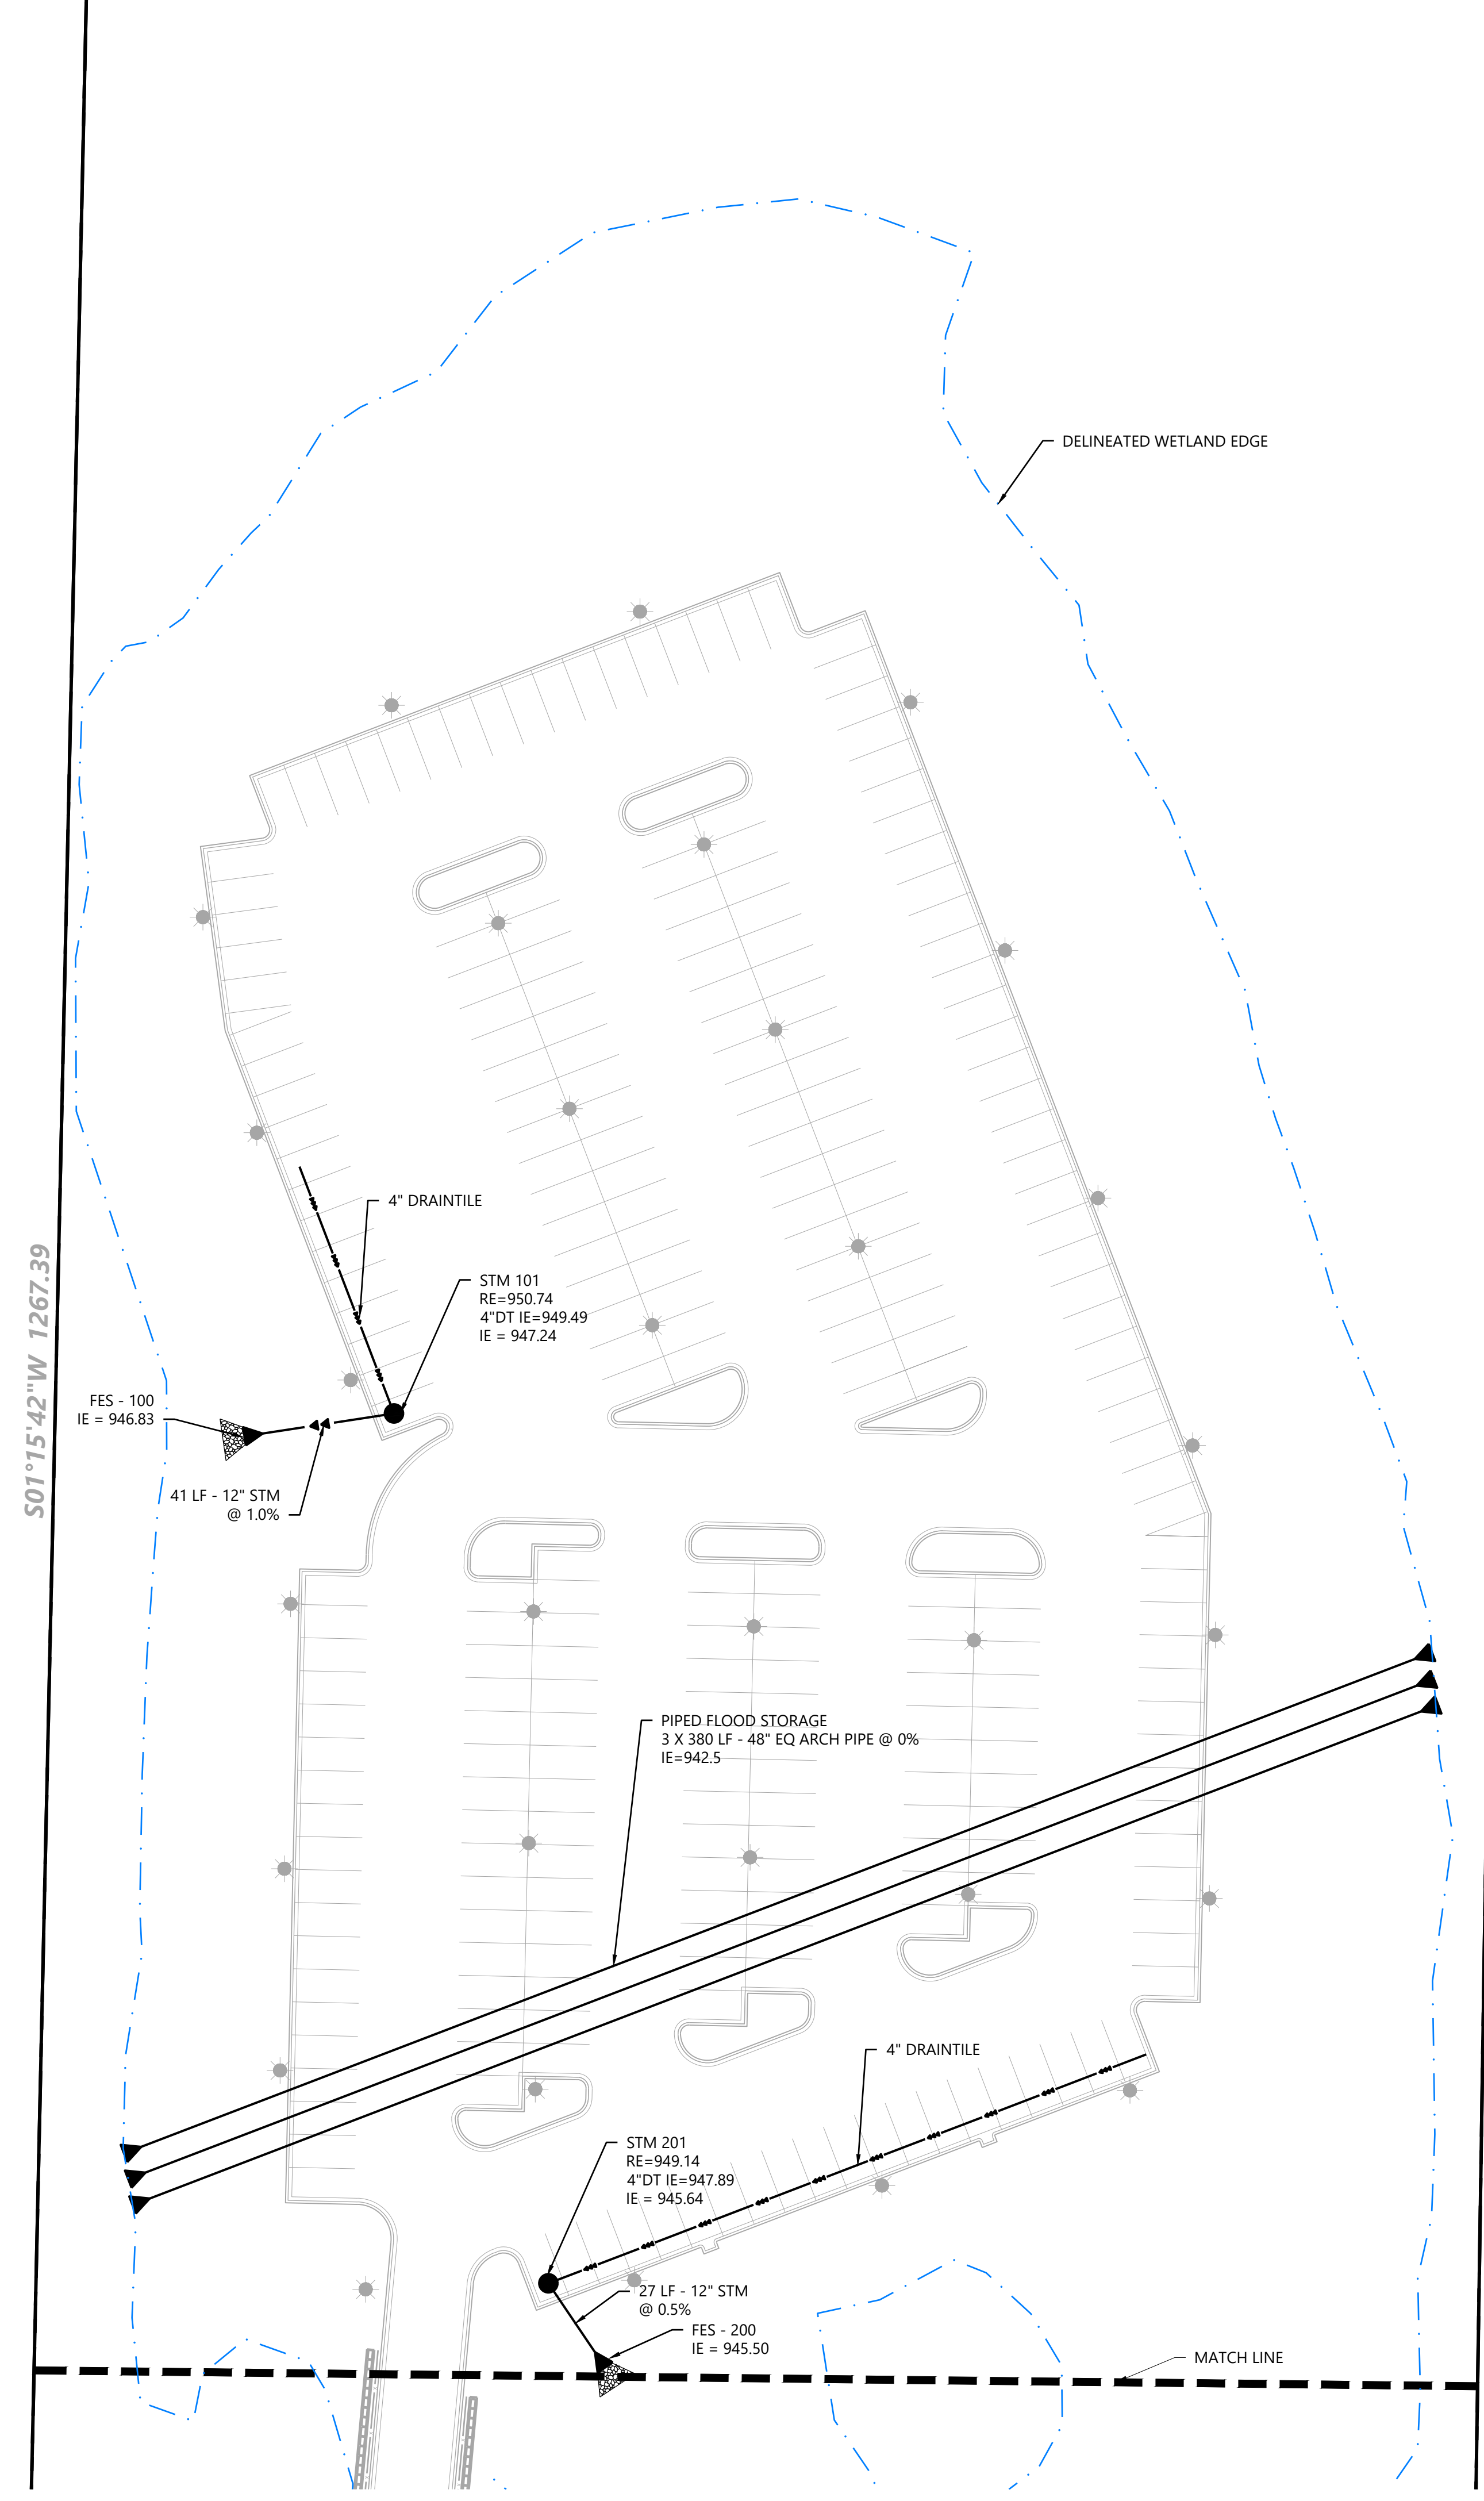 DELINEATED WETLAND EDGE
4" DRAINTILE
STM 101
RE=950.74
4"DT IE=949.49
IE = 947.24
FES - 100
IE = 946.83
41 LF - 12" STM
@ 1.0%
S01°15'42"W 1267.39
PIPED FLOOD STORAGE
3 X 380 LF - 48" EQ ARCH PIPE @ 0%
IE=942.5
4" DRAINTILE
STM 201
RE=949.14
4"DT IE=947.89
IE = 945.64
27 LF - 12" STM
@ 0.5%
FES - 200
IE = 945.50
MATCH LINE